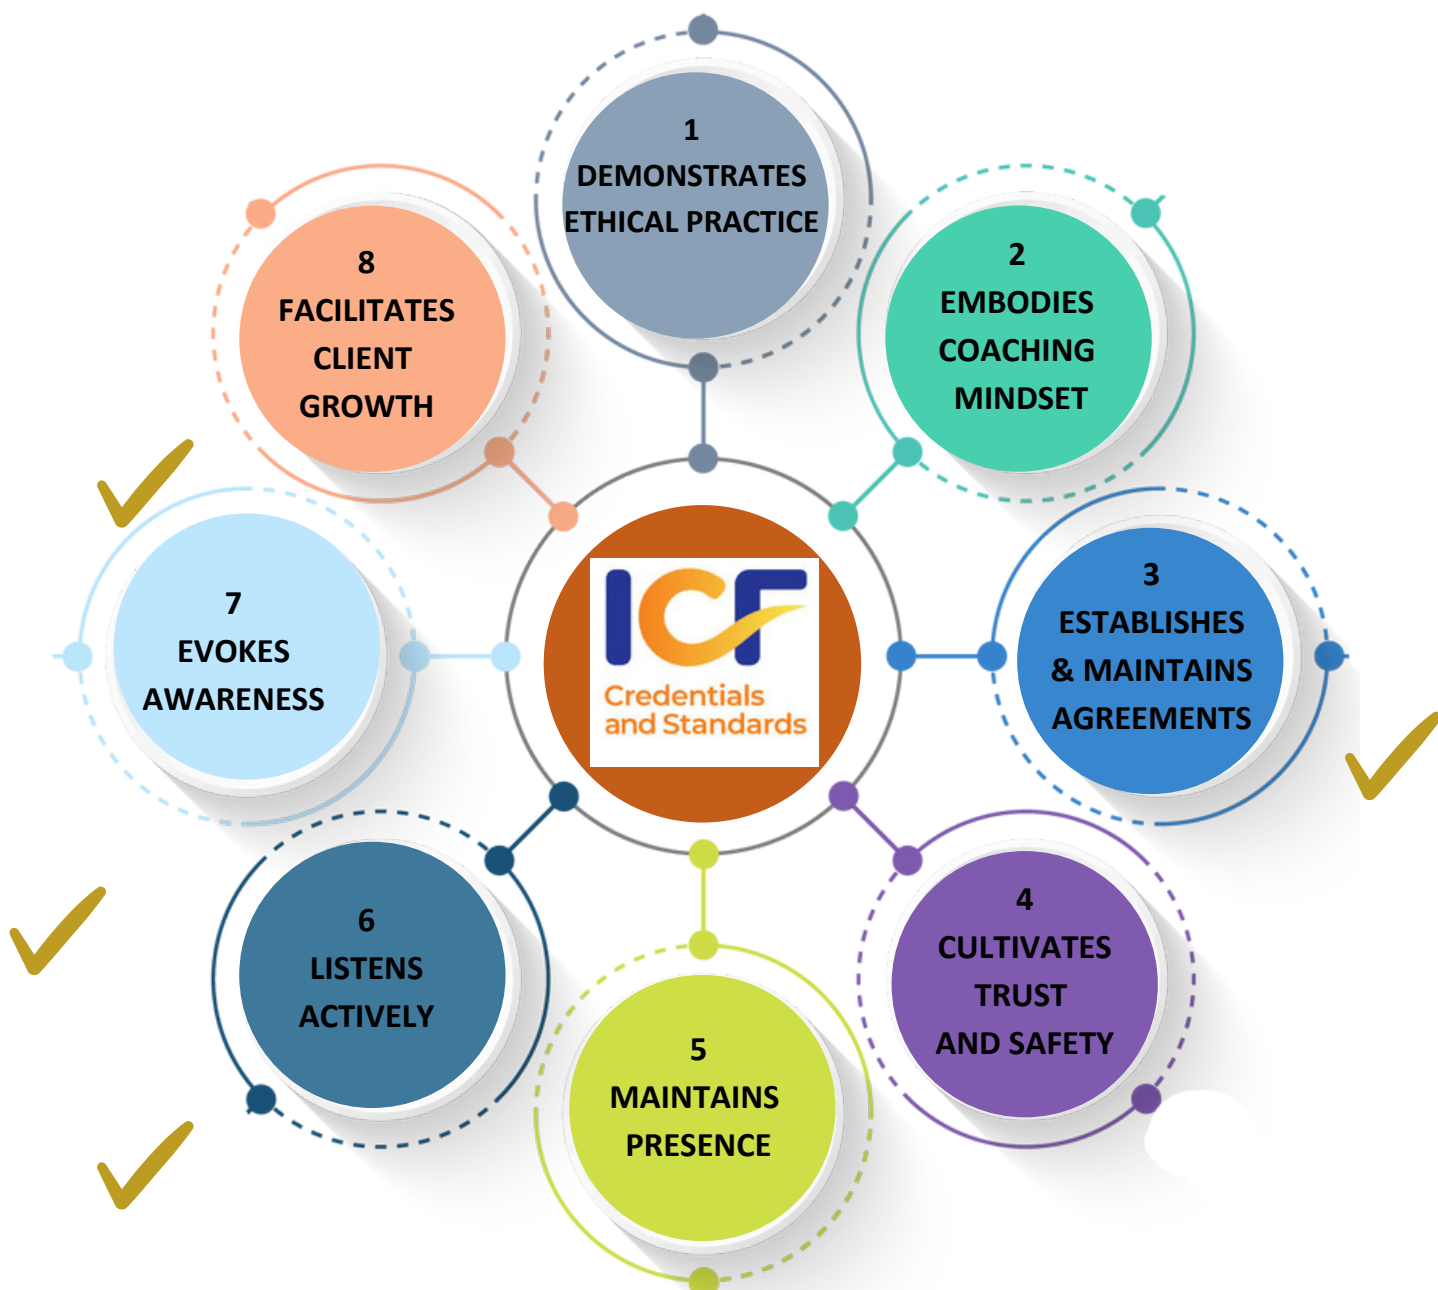 1
DEMONSTRATES
ETHICAL PRACTICE
2
EMBODIES
COACHING
MINDSET
3
ESTABLISHES
& MAINTAINS
AGREEMENTS
4
CULTIVATES
TRUST
AND SAFETY
5
MAINTAINS
PRESENCE
6
LISTENS
ACTIVELY
7
EVOKES
AWARENESS
8
FACILITATES
CLIENT
GROWTH
ICF
Credentials
and Standards